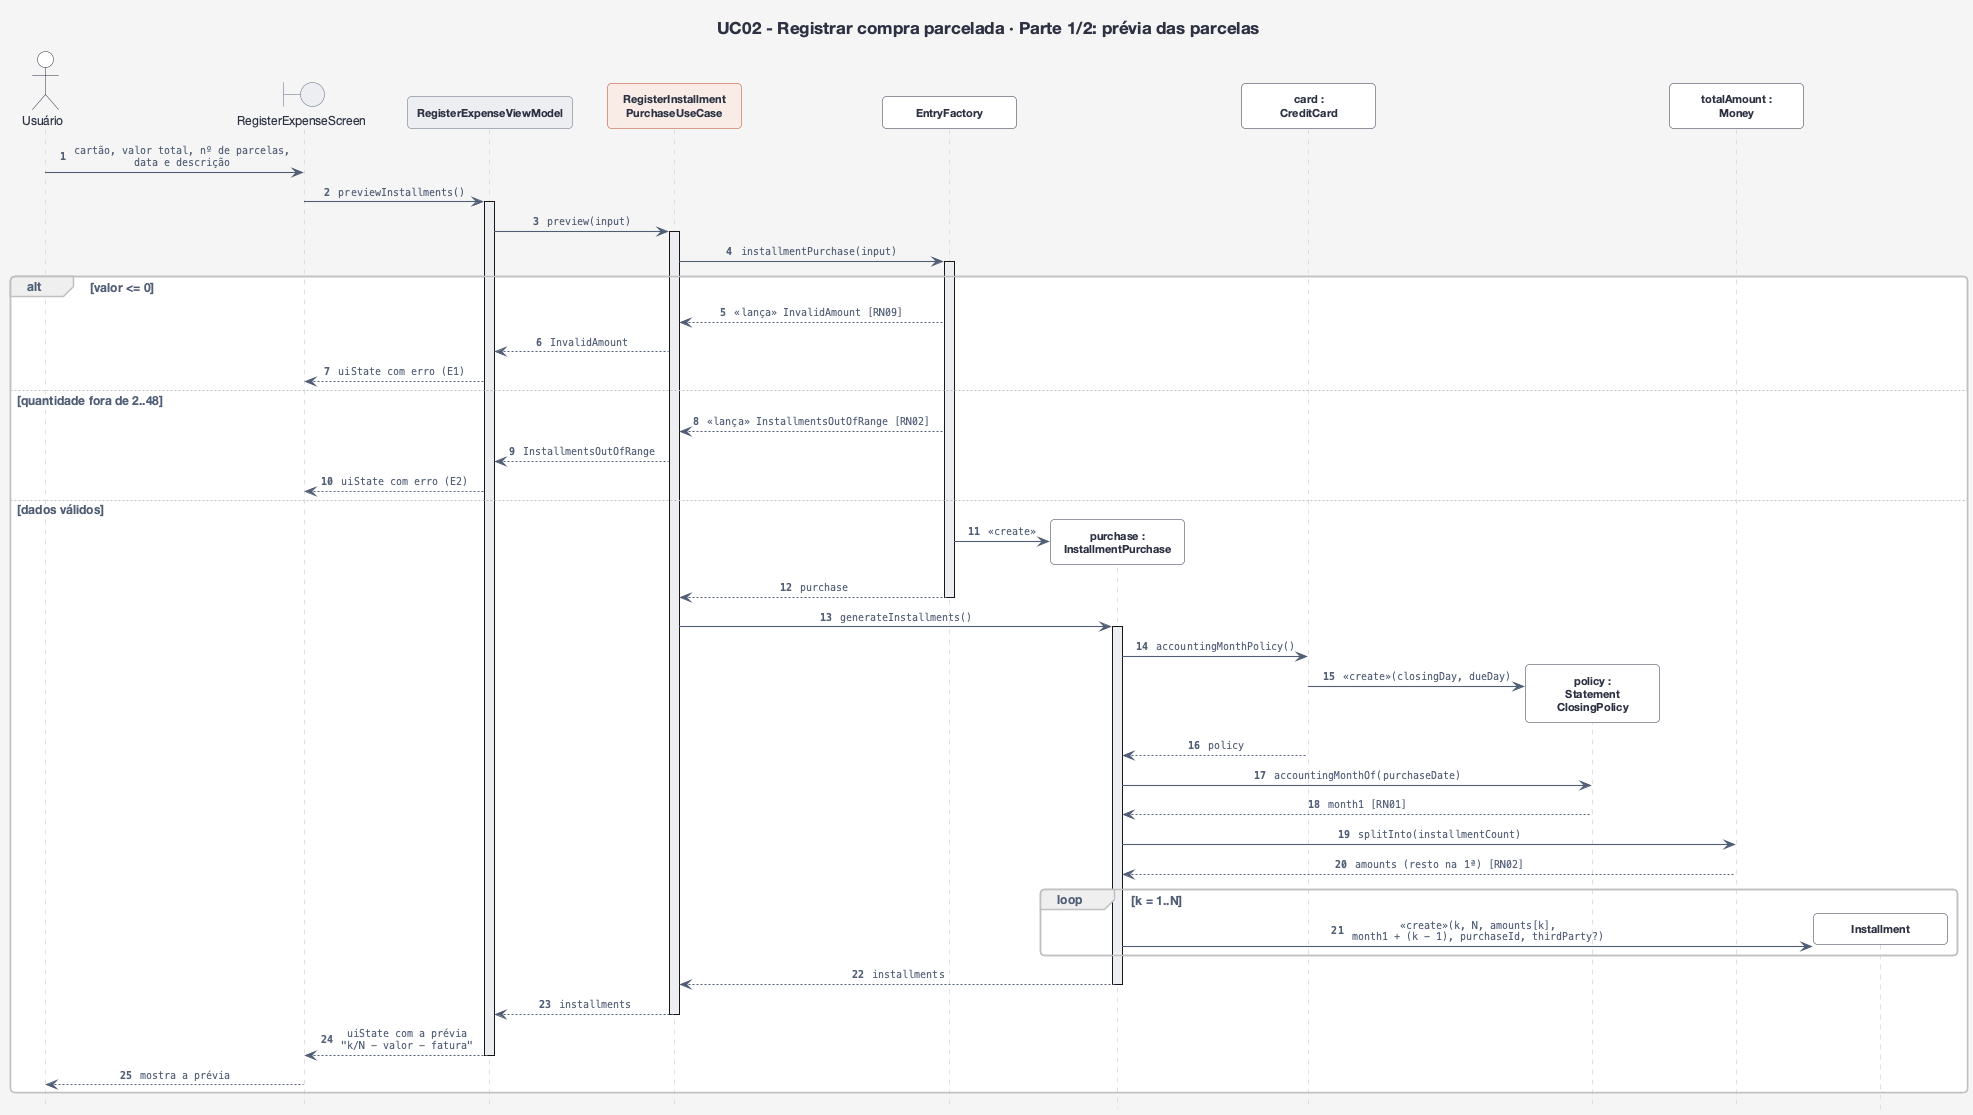 UC02 - Registrar compra parcelada · Parte 1/2: prévia das parcelas
Usuário
RegisterExpenseScreen
RegisterExpenseViewModel
RegisterInstallment
PurchaseUseCase
EntryFactory
card :
CreditCard
totalAmount :
Money
1 cartão, valor total, nº de parcelas,
data e descrição
2 previewInstallments()
3 preview(input)
4 installmentPurchase(input)
alt [valor <= 0]
5 «lança» InvalidAmount [RN09]
6 InvalidAmount
7 uiState com erro (E1)
[quantidade fora de 2..48]
8 «lança» InstallmentsOutOfRange [RN02]
9 InstallmentsOutOfRange
10 uiState com erro (E2)
[dados válidos]
11 «create»
purchase :
InstallmentPurchase
12 purchase
13 generateInstallments()
14 accountingMonthPolicy()
15 «create»(closingDay, dueDay)
policy :
Statement
ClosingPolicy
16 policy
17 accountingMonthOf(purchaseDate)
18 month1 [RN01]
19 splitInto(installmentCount)
20 amounts (resto na 1ª) [RN02]
loop [k = 1..N]
21 «create»(k, N, amounts[k],
month1 + (k − 1), purchaseId, thirdParty?)
Installment
22 installments
23 installments
24 uiState com a prévia
"k/N − valor − fatura"
25 mostra a prévia